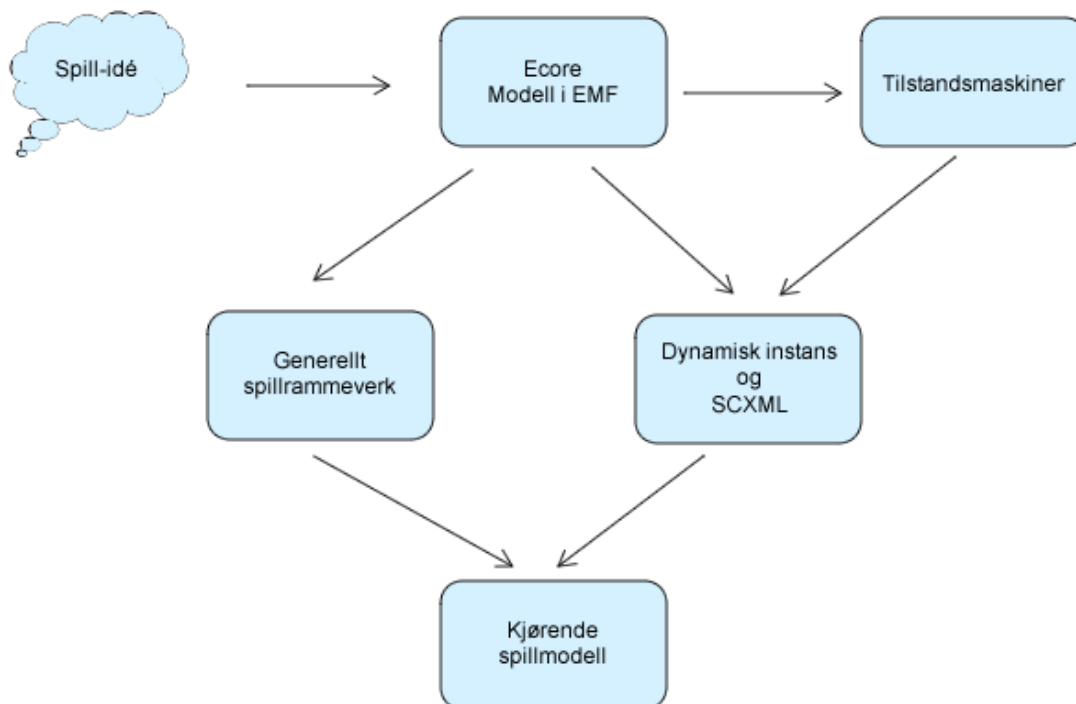 Spill-idé
Ecore
Modell i EMF
Tilstandsmaskiner
Generellt
spillrammeverk
Dynamisk instans
og
SCXML
Kjørende
spillmodell